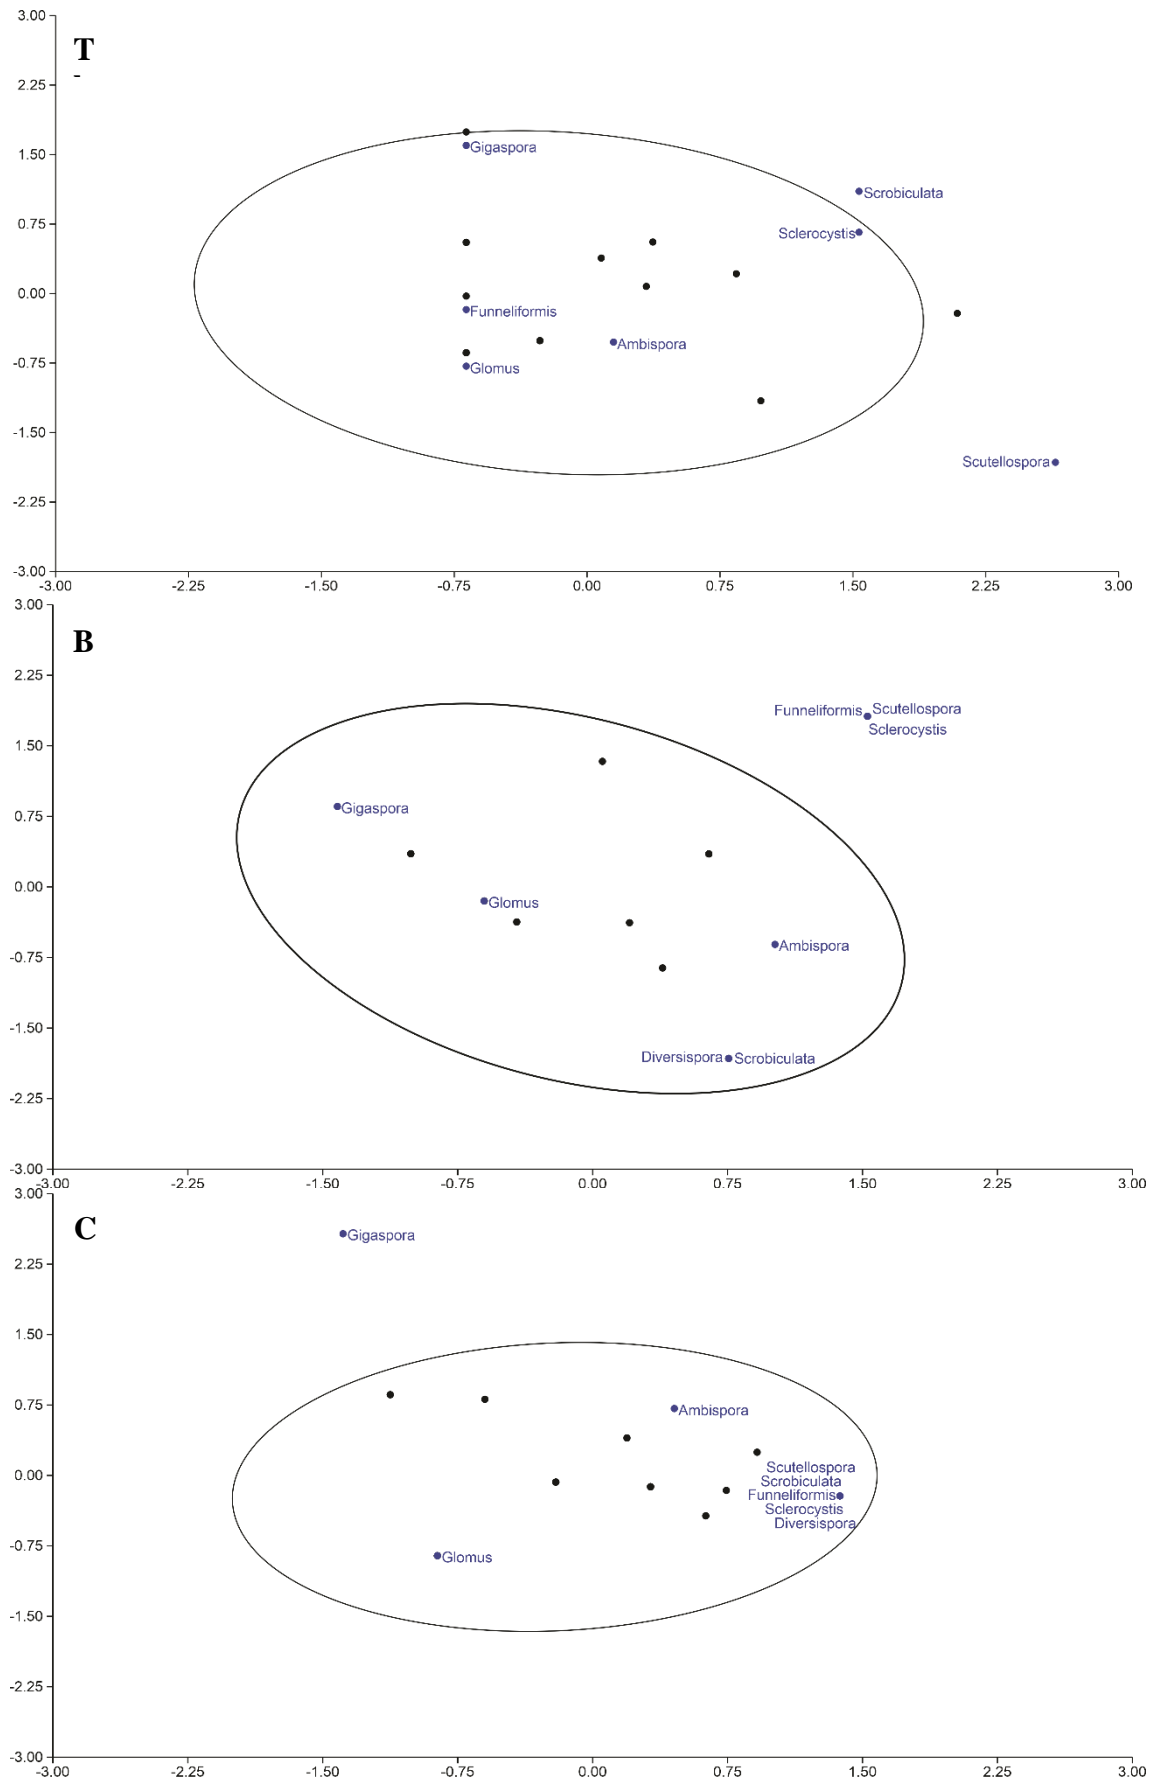 3.00
T
-
2.25
1.50
Gigaspora
Scrobiculata
0.75
Sclerocystis
0.00
Funneliformis
Ambispora
-0.75
Glomus
-1.50
Scutellospora
-2.25
-3.00
-3.00 -2.25 -1.50 -0.75 0.00 0.75 1.50 2.25 3.00
3.00
B
2.25
Funneliformis Scutellospora
Sclerocystis
1.50
0.75
Gigaspora
0.00
Glomus
-0.75
Ambispora
-1.50
Diversispora Scrobiculata
-2.25
-3.00
-3.00 -2.25 -1.50 -0.75 0.00 0.75 1.50 2.25 3.00
3.00
C
Gigaspora
2.25
1.50
0.75
Ambispora
0.00
Scutellospora
Scrobiculata
Funneliformis
Sclerocystis
Diversispora
-0.75
Glomus
-1.50
-2.25
-3.00
-3.00 -2.25 -1.50 -0.75 0.00 0.75 1.50 2.25 3.00